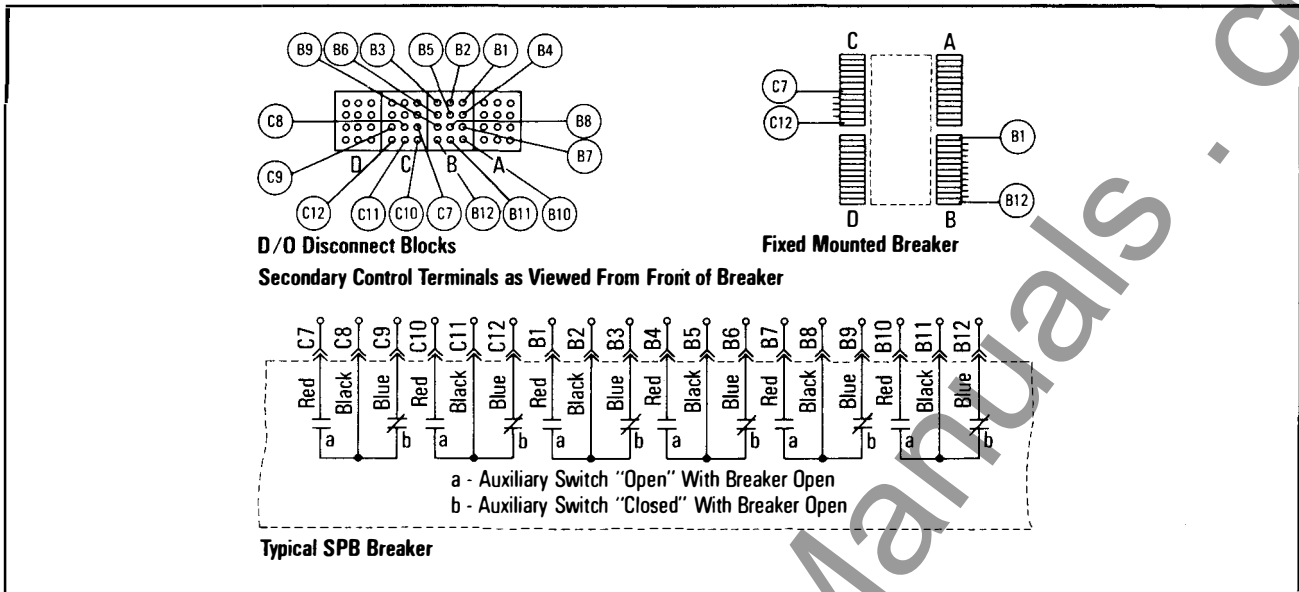 B9 B6 B3 B5 B2 B1 B4
C8 B8
B7
C9
D C B A
C12 C11 C10 C7 B12 B11 B10
D/O Disconnect Blocks
C A
C7
C12
B1
B12
D B
Fixed Mounted Breaker
Secondary Control Terminals as Viewed From Front of Breaker
C7 C8 C9 C10 C11 C12 B1 B2 B3 B4 B5 B6 B7 B8 B9 B10 B11 B12
Red Black Blue Red Black Blue Red Black Blue Red Black Blue Red Black Blue Red Black Blue
a b a b a b a b a b a b
a - Auxiliary Switch "Open" With Breaker Open
b - Auxiliary Switch "Closed" With Breaker Open
Typical SPB Breaker
Manuals . co